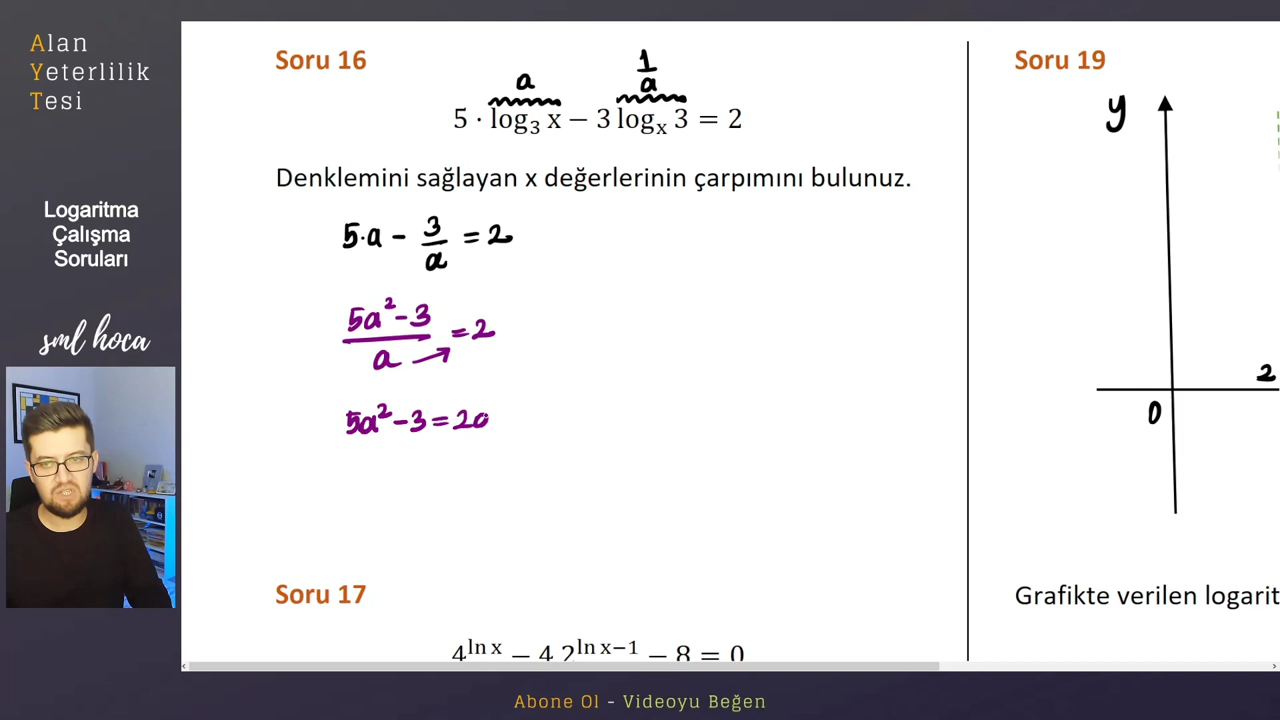 Alan
Yeterlilik
Tesi
Logaritma
Çalışma
Soruları
sml hoca
Soru 16
a
1
a
5 · log₃ x − 3 logₓ 3 = 2
Denklemini sağlayan x değerlerinin çarpımını bulunuz.
5·a − 3/a = 2
5a² − 3
a
= 2
5a² − 3 = 2a
Soru 17
4^(ln x) − 4 2^(ln x−1) − 8 = 0
Soru 19
y
2
0
Grafikte verilen logarit
Abone Ol - Videoyu Beğen